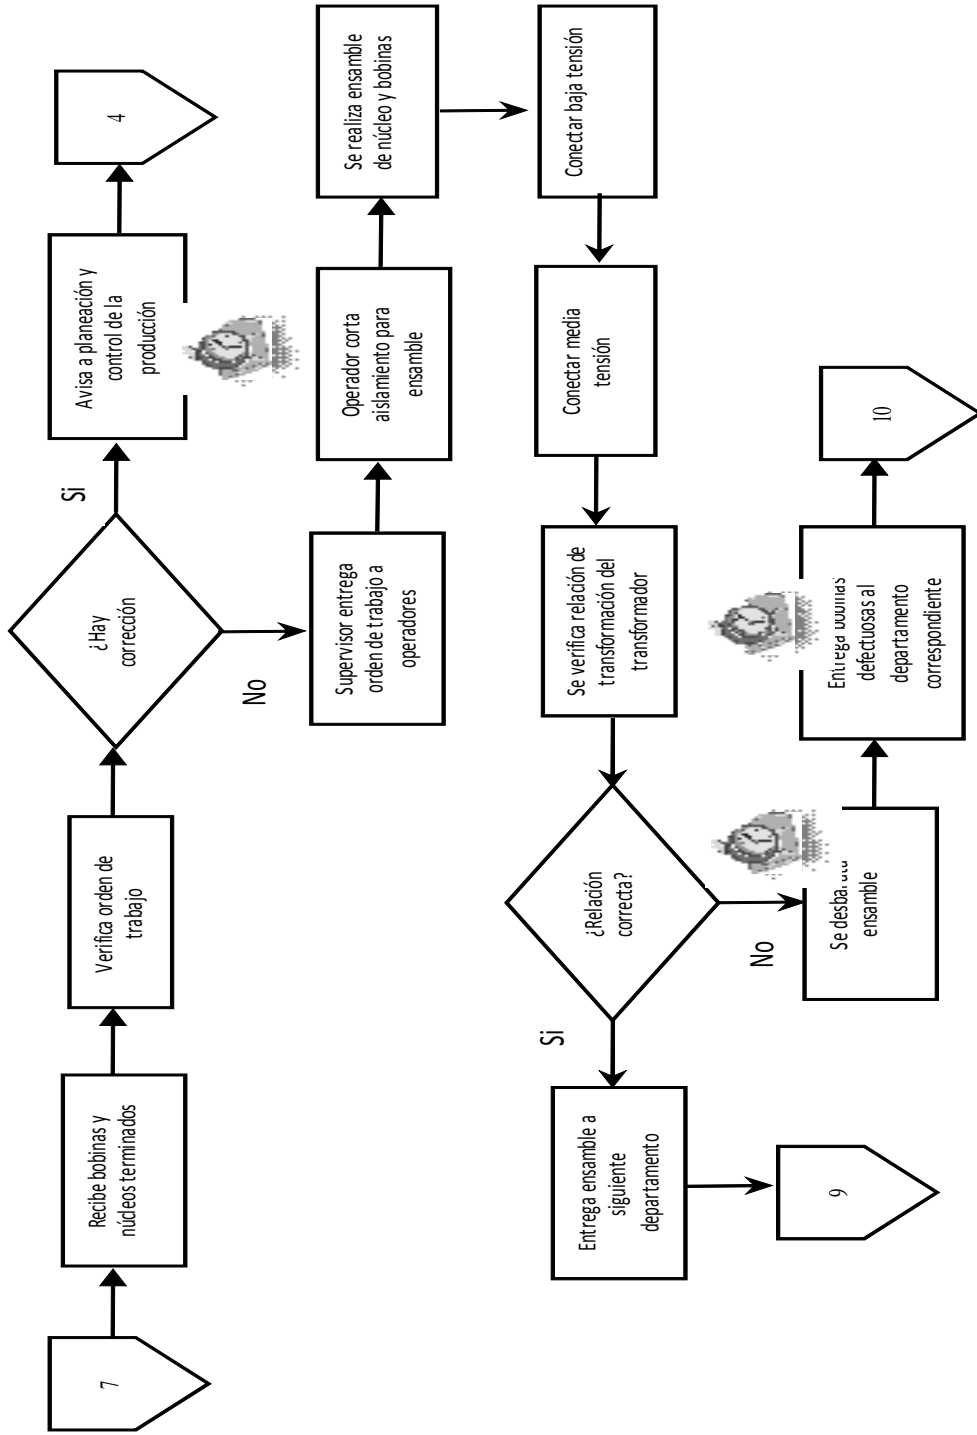 7
Recibe bobinas y
núcleos terminados
Verifica orden de
trabajo
¿Hay
corrección
Si
Avisa a planeación y
control de la
producción
4
No
Supervisor entrega
orden de trabajo a
operadores
Operador corta
aislamiento para
ensamble
Se realiza ensamble
de núcleo y bobinas
Conectar baja tensión
Conectar media
tensión
Se verifica relación de
transformación del
transformador
¿Relación
correcta?
Si
Entrega ensamble a
siguiente
departamento
9
No
Se
ensamble
Entrega bobinas
defectuosas al
departamento
correspondiente
10